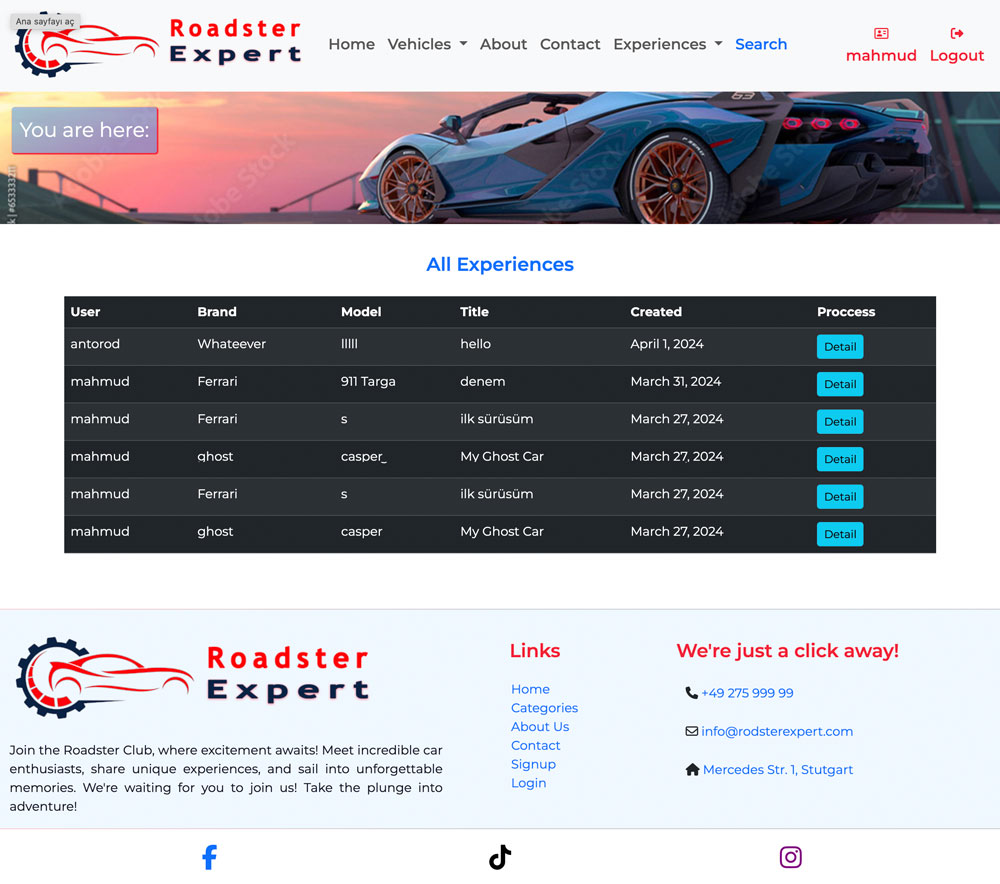 Ana sayfayı aç
Roadster
Expert
Home Vehicles About Contact Experiences Search
mahmud Logout
You are here:
63
Adobe Stock
All Experiences
User Brand Model Title Created Proccess
antorod Whateever lllll hello April 1, 2024 Detail
mahmud Ferrari 911 Targa denem March 31, 2024 Detail
mahmud Ferrari s ilk sürüsüm March 27, 2024 Detail
mahmud ghost casper_ My Ghost Car March 27, 2024 Detail
mahmud Ferrari s ilk sürüsüm March 27, 2024 Detail
mahmud ghost casper My Ghost Car March 27, 2024 Detail
Roadster
Expert
Join the Roadster Club, where excitement awaits! Meet incredible car
enthusiasts, share unique experiences, and sail into unforgettable
memories. We're waiting for you to join us! Take the plunge into
adventure!
Links
Home
Categories
About Us
Contact
Signup
Login
We're just a click away!
+49 275 999 99
info@rodsterexpert.com
Mercedes Str. 1, Stutgart